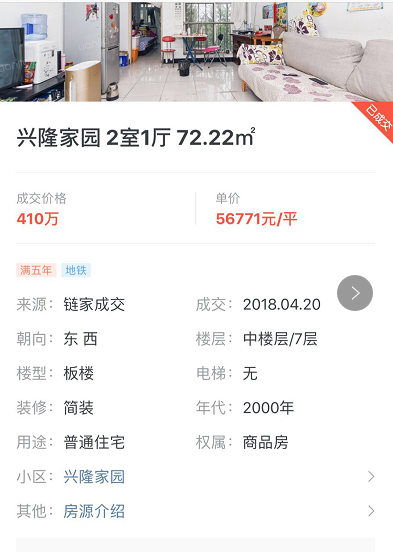 已成交
兴隆家园 2室1厅 72.22㎡
成交价格 单价
410万 56771元/平
满五年 地铁
来源： 链家成交 成交： 2018.04.20
朝向： 东 西 楼层： 中楼层/7层
楼型： 板楼 电梯： 无
装修： 简装 年代： 2000年
用途： 普通住宅 权属： 商品房
小区： 兴隆家园
其他： 房源介绍